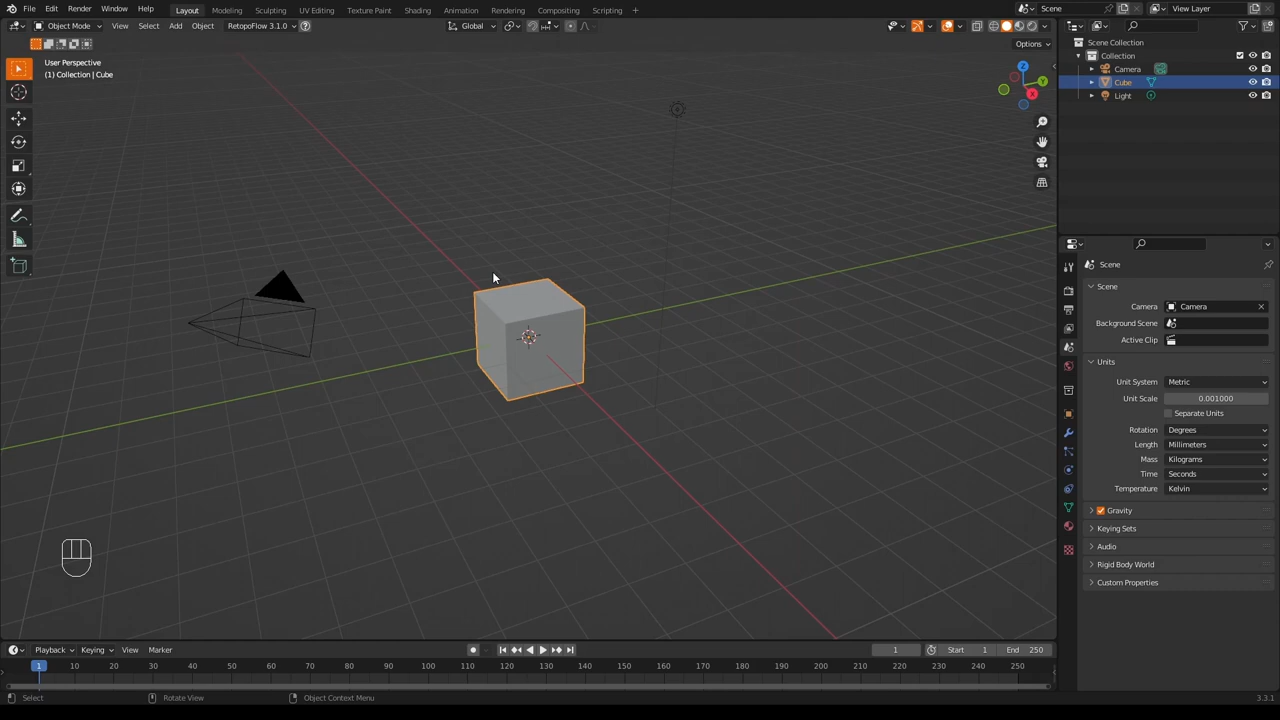 File Edit Render Window Help Layout Modeling Sculpting UV Editing Texture Paint Shading Animation Rendering Compositing Scripting + Scene View Layer
Object Mode View Select Add Object RetopoFlow 3.1.0 Global
Options
User Perspective
(1) Collection | Cube
Z
Y
X
Scene Collection
Collection
Camera
Cube
Light
Scene
Scene
Camera Camera
Background Scene
Active Clip
Units
Unit System Metric
Unit Scale 0.001000
Separate Units
Rotation Degrees
Length Millimeters
Mass Kilograms
Time Seconds
Temperature Kelvin
Gravity
Keying Sets
Audio
Rigid Body World
Custom Properties
Playback Keying View Marker 1 Start 1 End 250
1 10 20 30 40 50 60 70 80 90 100 110 120 130 140 150 160 170 180 190 200 210 220 230 240 250
Select Rotate View Object Context Menu 3.3.1